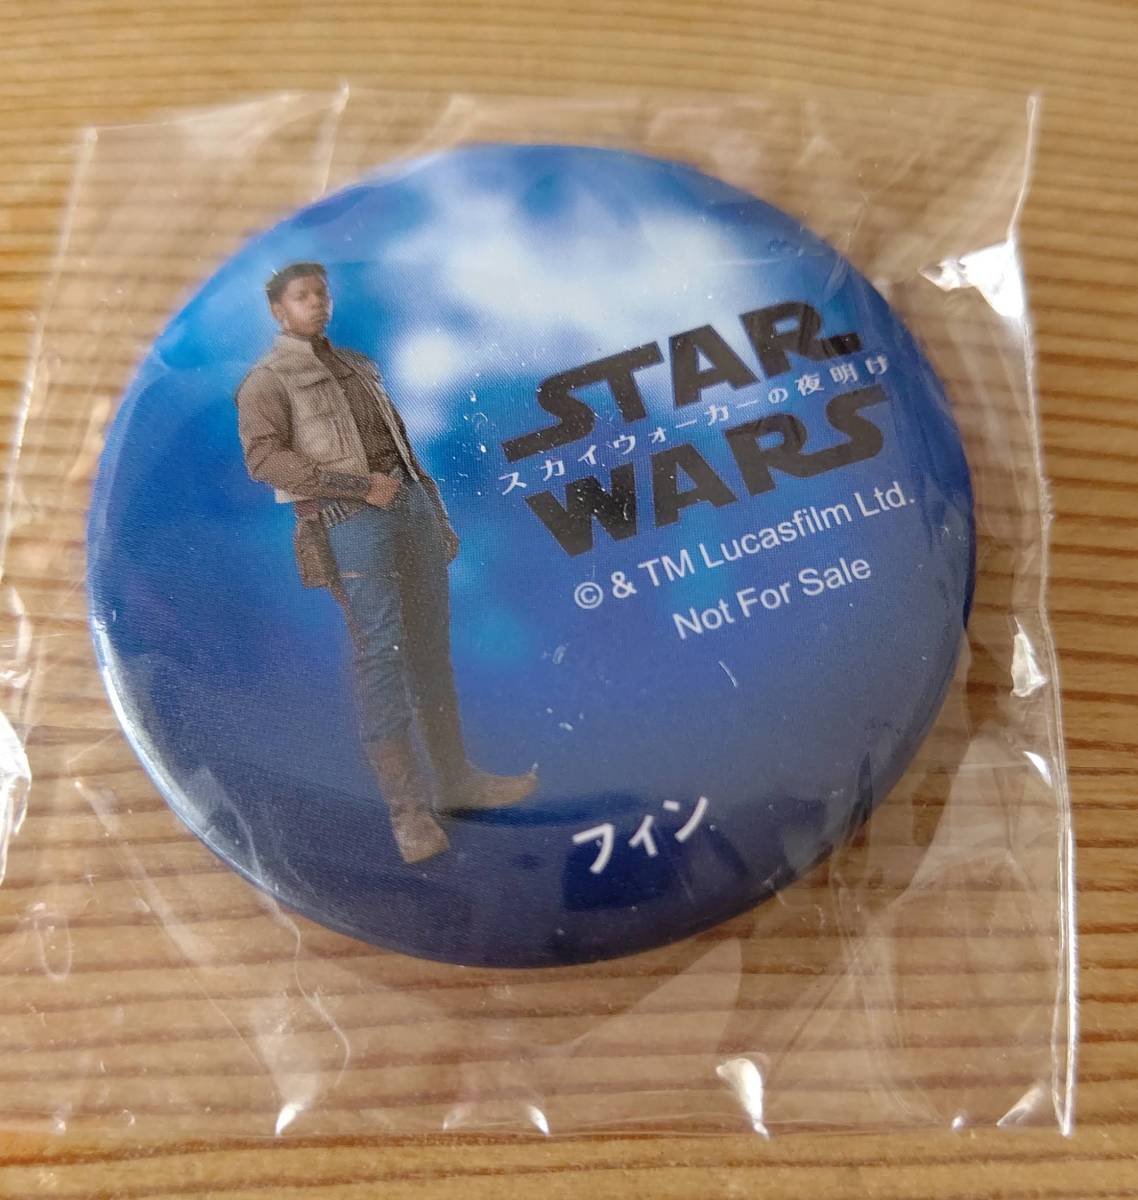 STAR
スカイウォーカーの夜明け
WARS
© & TM Lucasfilm Ltd.
Not For Sale
フィン